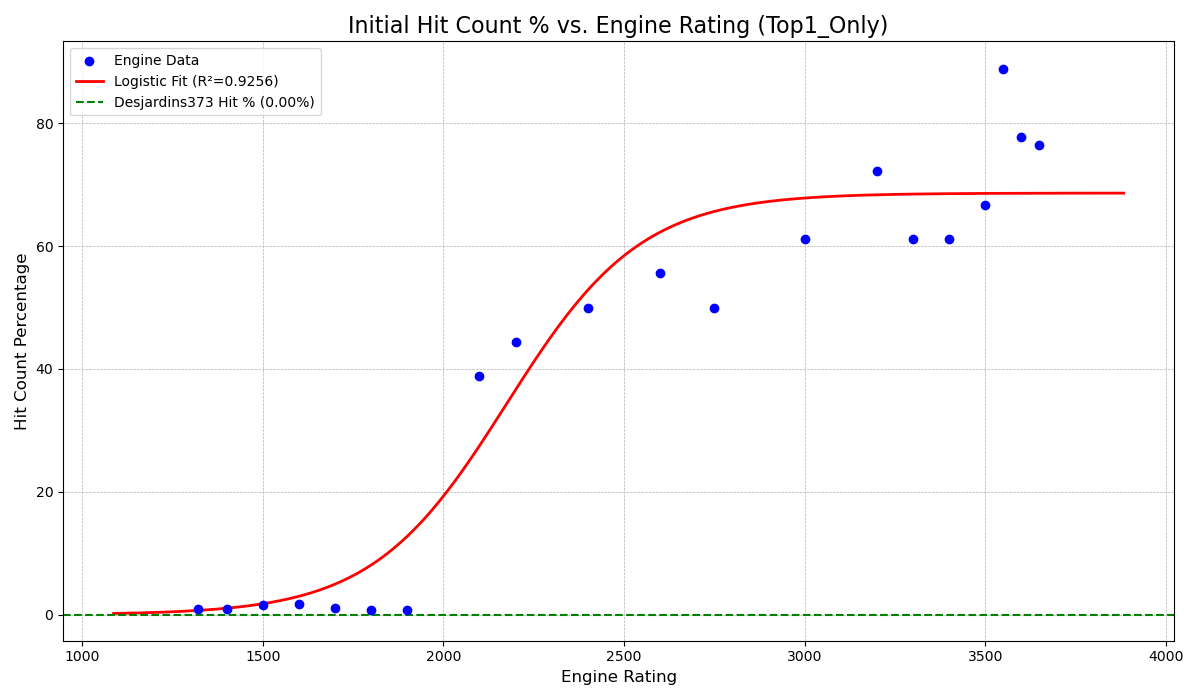 Initial Hit Count % vs. Engine Rating (Top1_Only)
Engine Data
Logistic Fit (R²=0.9256)
Desjardins373 Hit % (0.00%)
Hit Count Percentage
80
60
40
20
0
1000 1500 2000 2500 3000 3500 4000
Engine Rating